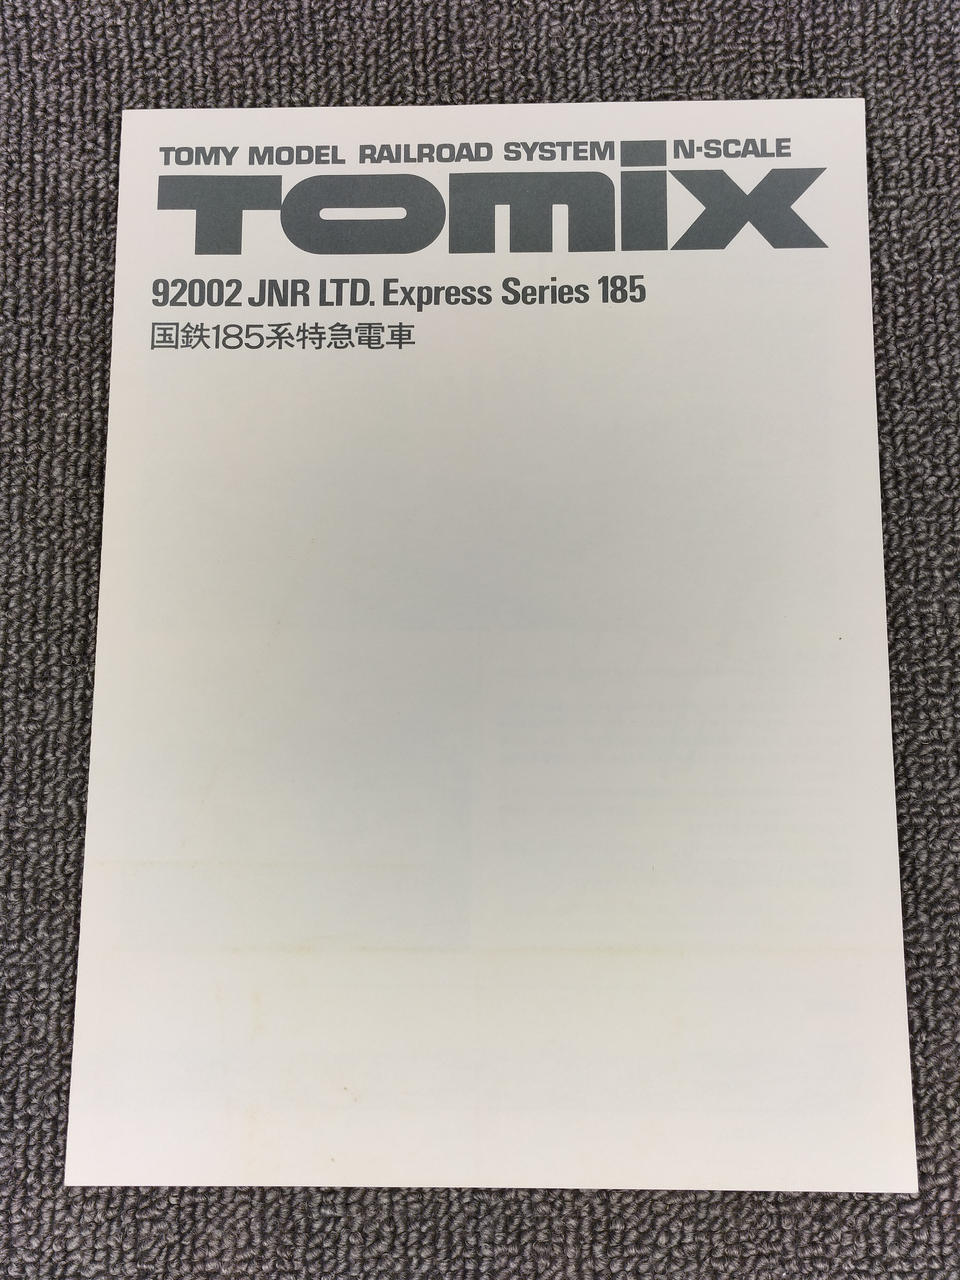 TOMY MODEL RAILROAD SYSTEM N-SCALE
TOMIX
92002 JNR LTD. Express Series 185
国鉄185系特急電車